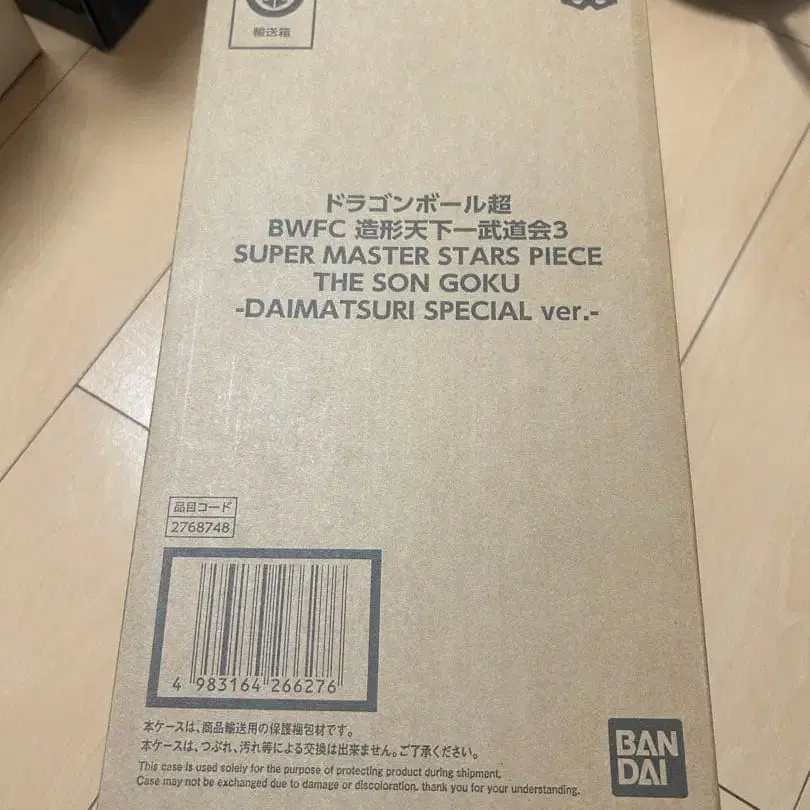 輸送箱
ドラゴンボール超
BWFC 造形天下一武道会3
SUPER MASTER STARS PIECE
THE SON GOKU
-DAIMATSURI SPECIAL ver.-
品目コード
2768748
4 983164 266276
本ケースは、商品輸送用の保護梱包材です。
本ケースは、つぶれ、汚れ等による交換は出来ません。ご了承ください。
This case is used solely for the purpose of protecting product during shipment,
Case may not be exchanged due to damage or discoloration. thank you for your understanding.
BAN
DAI